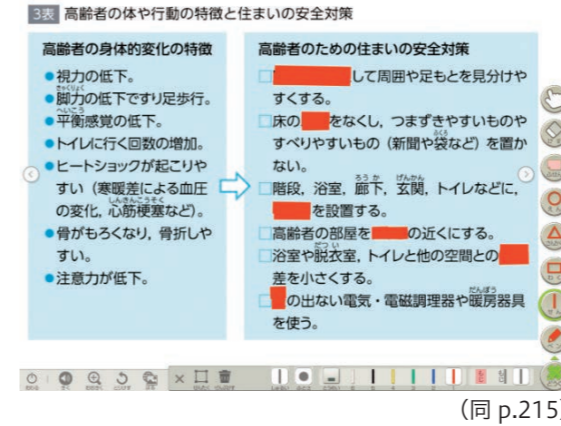 3表 高齢者の体や行動の特徴と住まいの安全対策
高齢者の身体的変化の特徴
●視力の低下。
●脚力の低下ですり足歩行。
●平衡感覚の低下。
●トイレに行く回数の増加。
●ヒートショックが起こりや
すい（寒暖差による血圧
の変化，心筋梗塞など）。
●骨がもろくなり，骨折しや
すい。
●注意力が低下。
高齢者のための住まいの安全対策
□して周囲や足もとを見分けや
すくする。
□床の をなくし，つまずきやすいものや
すべりやすいもの（新聞や袋など）を置か
ない。
□階段，浴室，廊下，玄関，トイレなどに，
を設置する。
□高齢者の部屋を の近くにする。
□浴室や脱衣室，トイレと他の空間との
差を小さくする。
□ の出ない電気・電磁調理器や暖房器具
を使う。
（同 p.215）